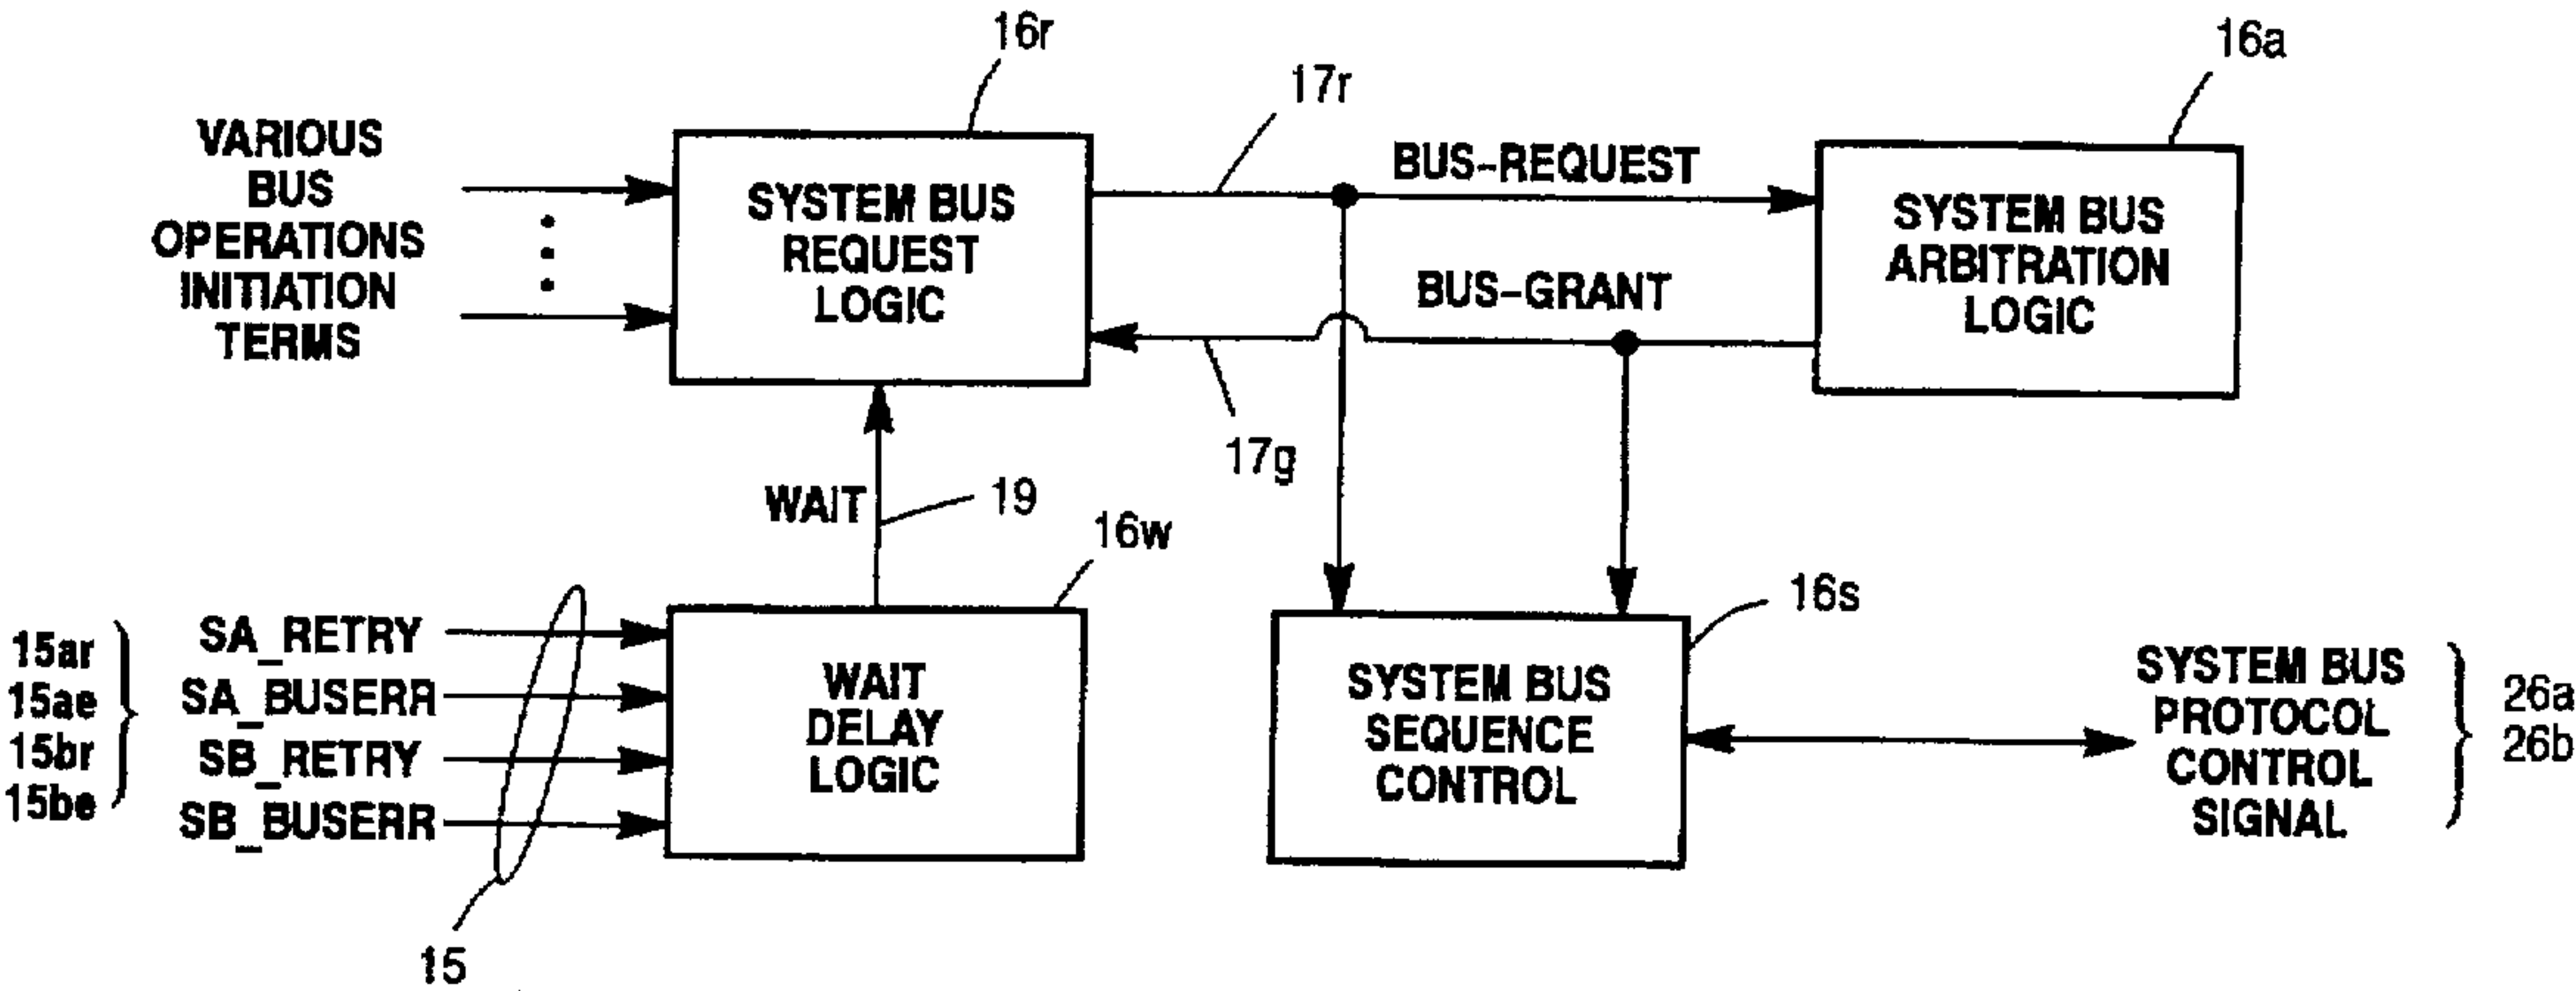 16r
17r
16a
VARIOUS
BUS
OPERATIONS
INITIATION
TERMS
SYSTEM BUS
REQUEST
LOGIC
BUS-REQUEST
BUS-GRANT
SYSTEM BUS
ARBITRATION
LOGIC
17g
WAIT
19
16w
16s
15ar
15ae
15br
15be
SA_RETRY
SA_BUSERR
SB_RETRY
SB_BUSERR
WAIT
DELAY
LOGIC
SYSTEM BUS
SEQUENCE
CONTROL
SYSTEM BUS
PROTOCOL
CONTROL
SIGNAL
26a
26b
15